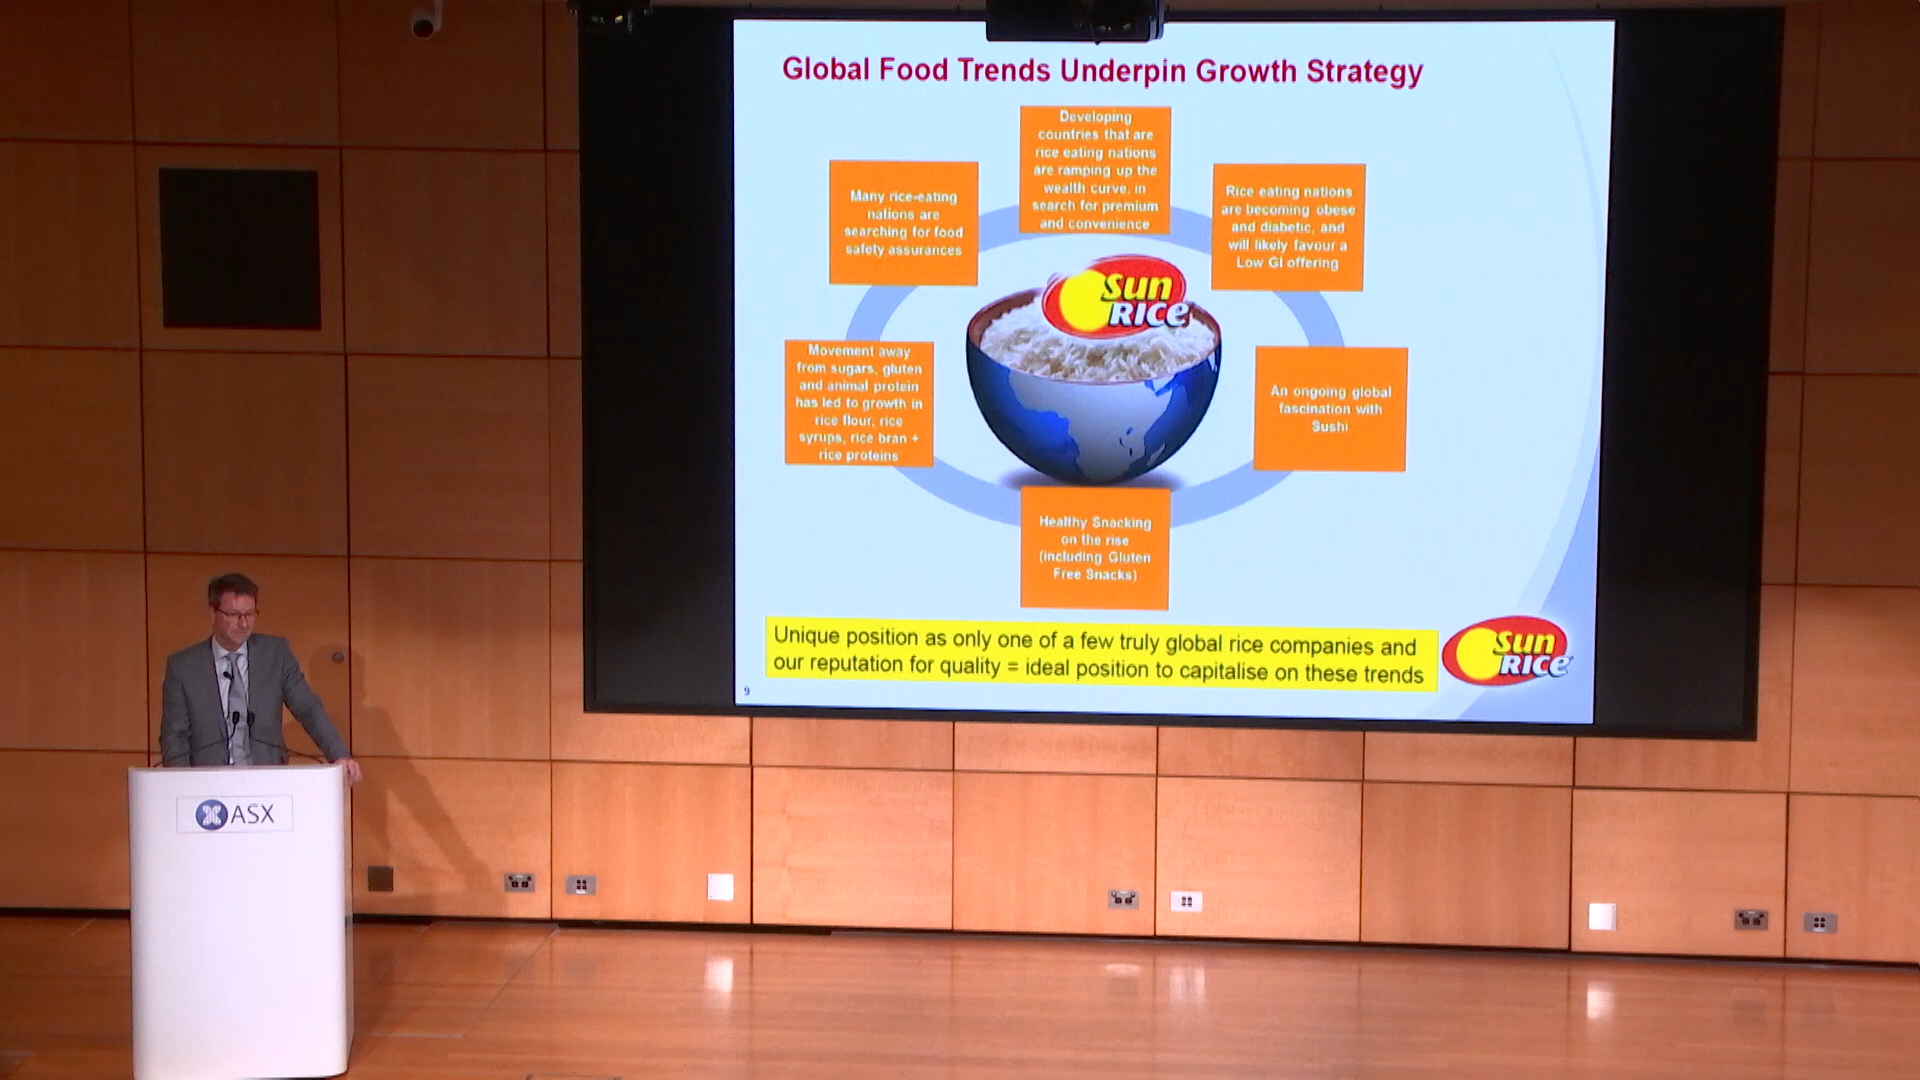 Global Food Trends Underpin Growth Strategy
Developing
countries that are
rice eating nations
are ramping up the
wealth curve, in
search for premium
and convenience
Many rice-eating
nations are
searching for food
safety assurances
Rice eating nations
are becoming obese
and diabetic, and
will likely favour a
Low GI offering
Sun
RICE
Movement away
from sugars, gluten
and animal protein
has led to growth in
rice flour, rice
syrups, rice bran +
rice proteins
An ongoing global
fascination with
Sushi
Healthy Snacking
on the rise
(including Gluten
Free Snacks)
Unique position as only one of a few truly global rice companies and
our reputation for quality = ideal position to capitalise on these trends
Sun
RICE
9
ASX